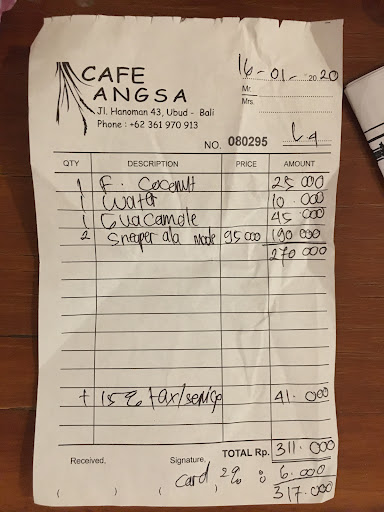 CAFE
ANGSA
Jl. Hanoman 43, Ubud - Bali
Phone : +62 361 970 913
16-01-2020
Mr.
Mrs.
NO. 080295
QTY DESCRIPTION PRICE AMOUNT
1 F. Coconut 25 000
1 Water 10 000
1 Guacamole 45 000
2 Snaper ala mode 95 000 190 000
270 000
+ 15% tax/service 41.000
TOTAL Rp. 311.000
Received, Signature,
Card 2% : 6.000
317.000
( ) ( )